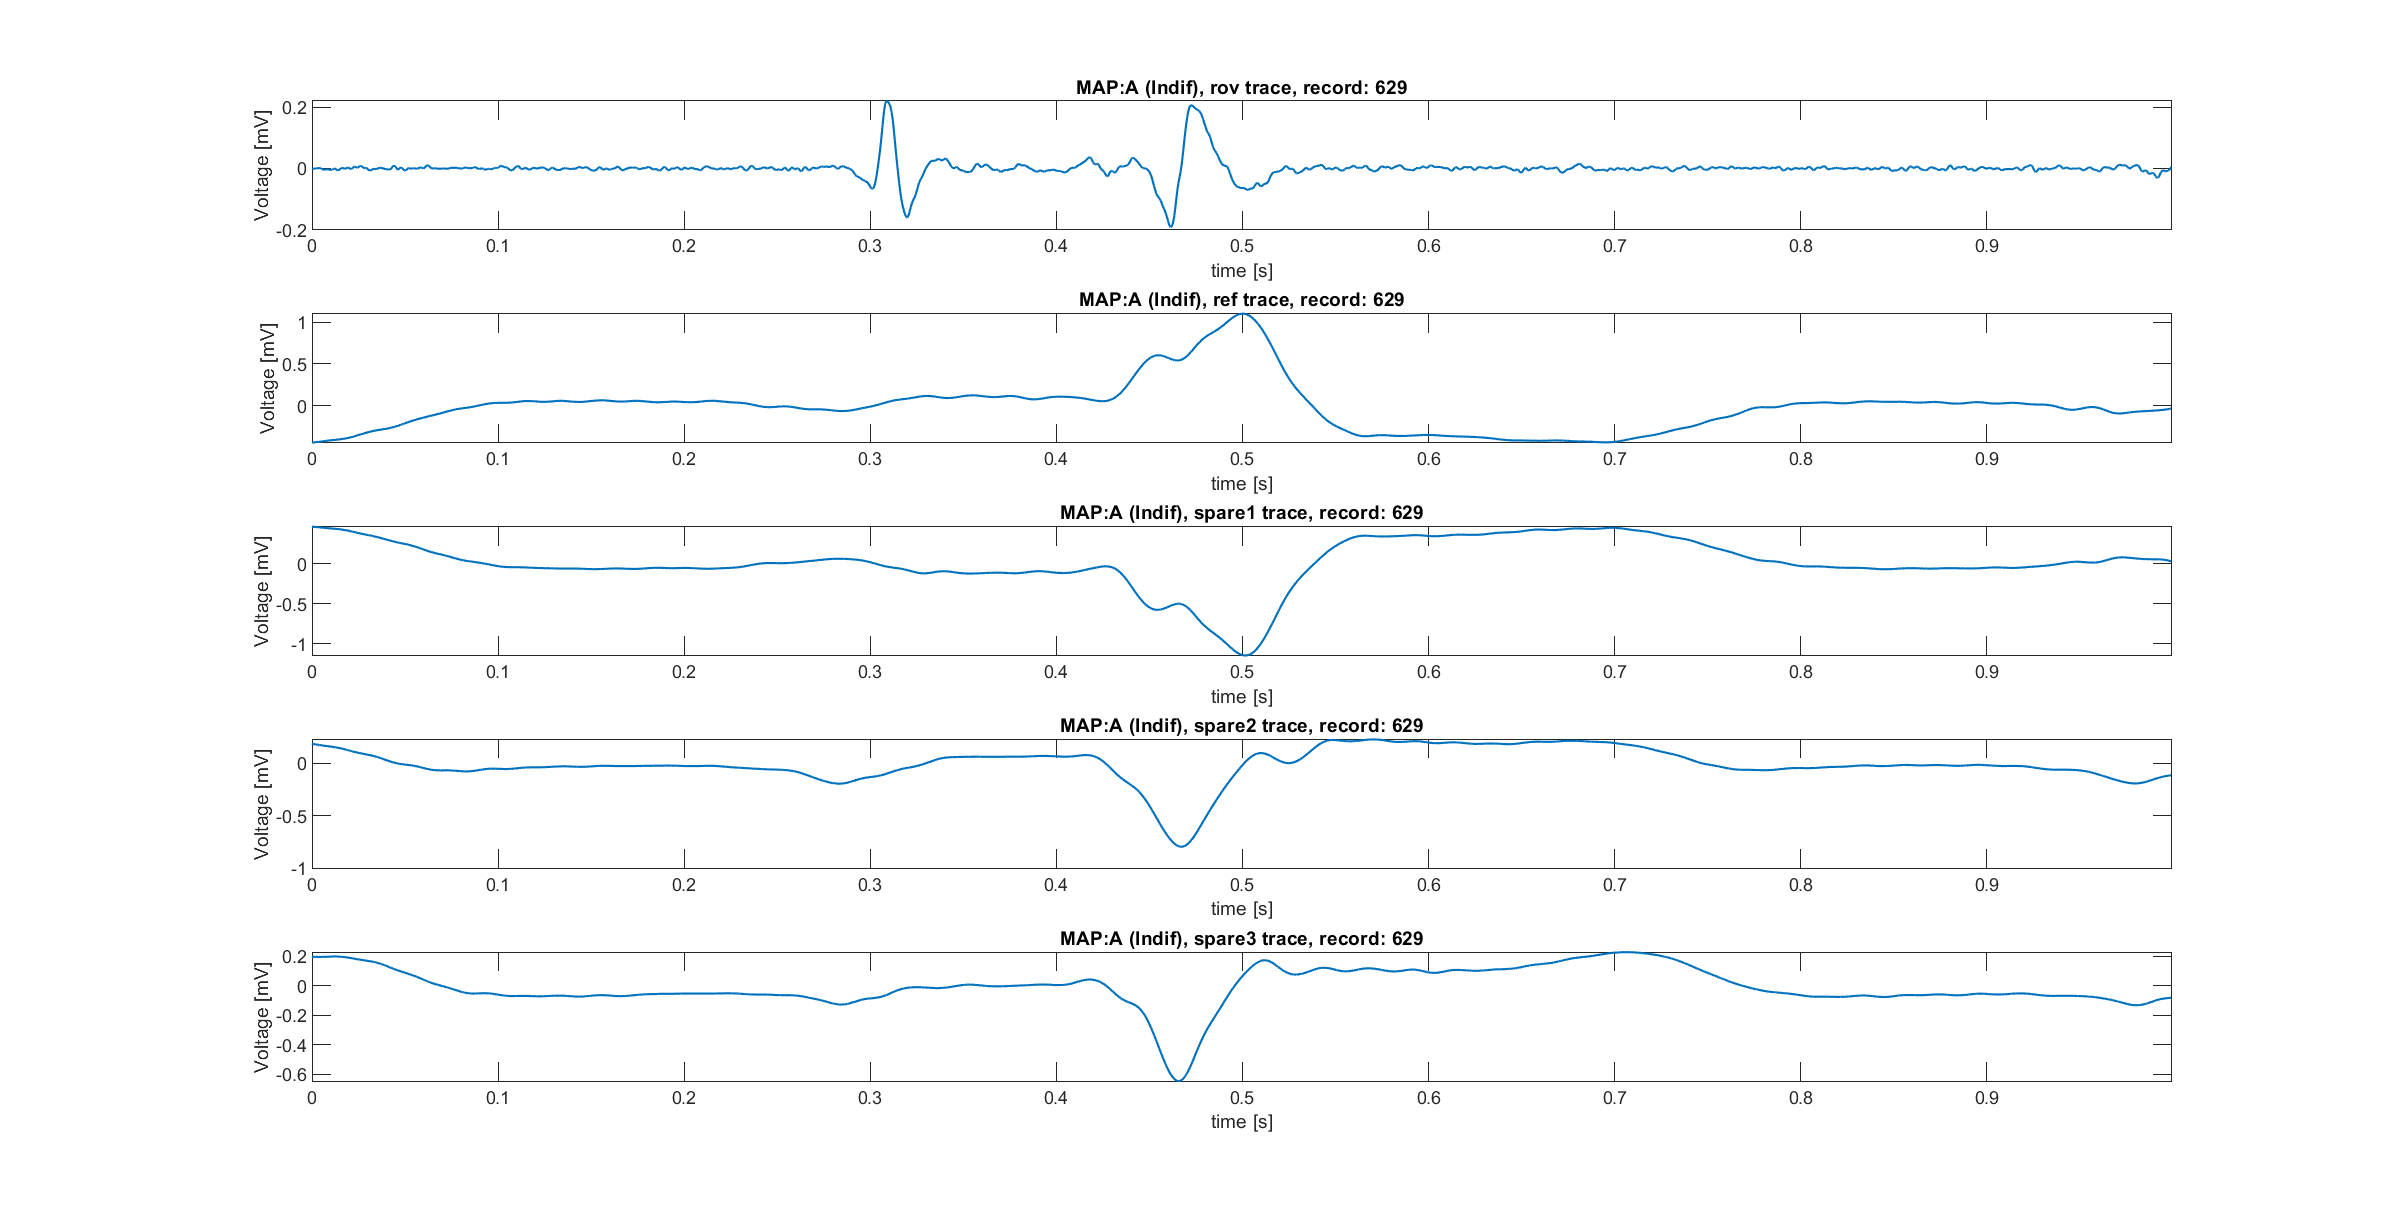 MAP:A (Indif), rov trace, record: 629
Voltage [mV]
0.2
0
-0.2
0 0.1 0.2 0.3 0.4 0.5 0.6 0.7 0.8 0.9
time [s]
MAP:A (Indif), ref trace, record: 629
Voltage [mV]
1
0.5
0
0 0.1 0.2 0.3 0.4 0.5 0.6 0.7 0.8 0.9
time [s]
MAP:A (Indif), spare1 trace, record: 629
Voltage [mV]
0
-0.5
-1
0 0.1 0.2 0.3 0.4 0.5 0.6 0.7 0.8 0.9
time [s]
MAP:A (Indif), spare2 trace, record: 629
Voltage [mV]
0
-0.5
-1
0 0.1 0.2 0.3 0.4 0.5 0.6 0.7 0.8 0.9
time [s]
MAP:A (Indif), spare3 trace, record: 629
Voltage [mV]
0.2
0
-0.2
-0.4
-0.6
0 0.1 0.2 0.3 0.4 0.5 0.6 0.7 0.8 0.9
time [s]